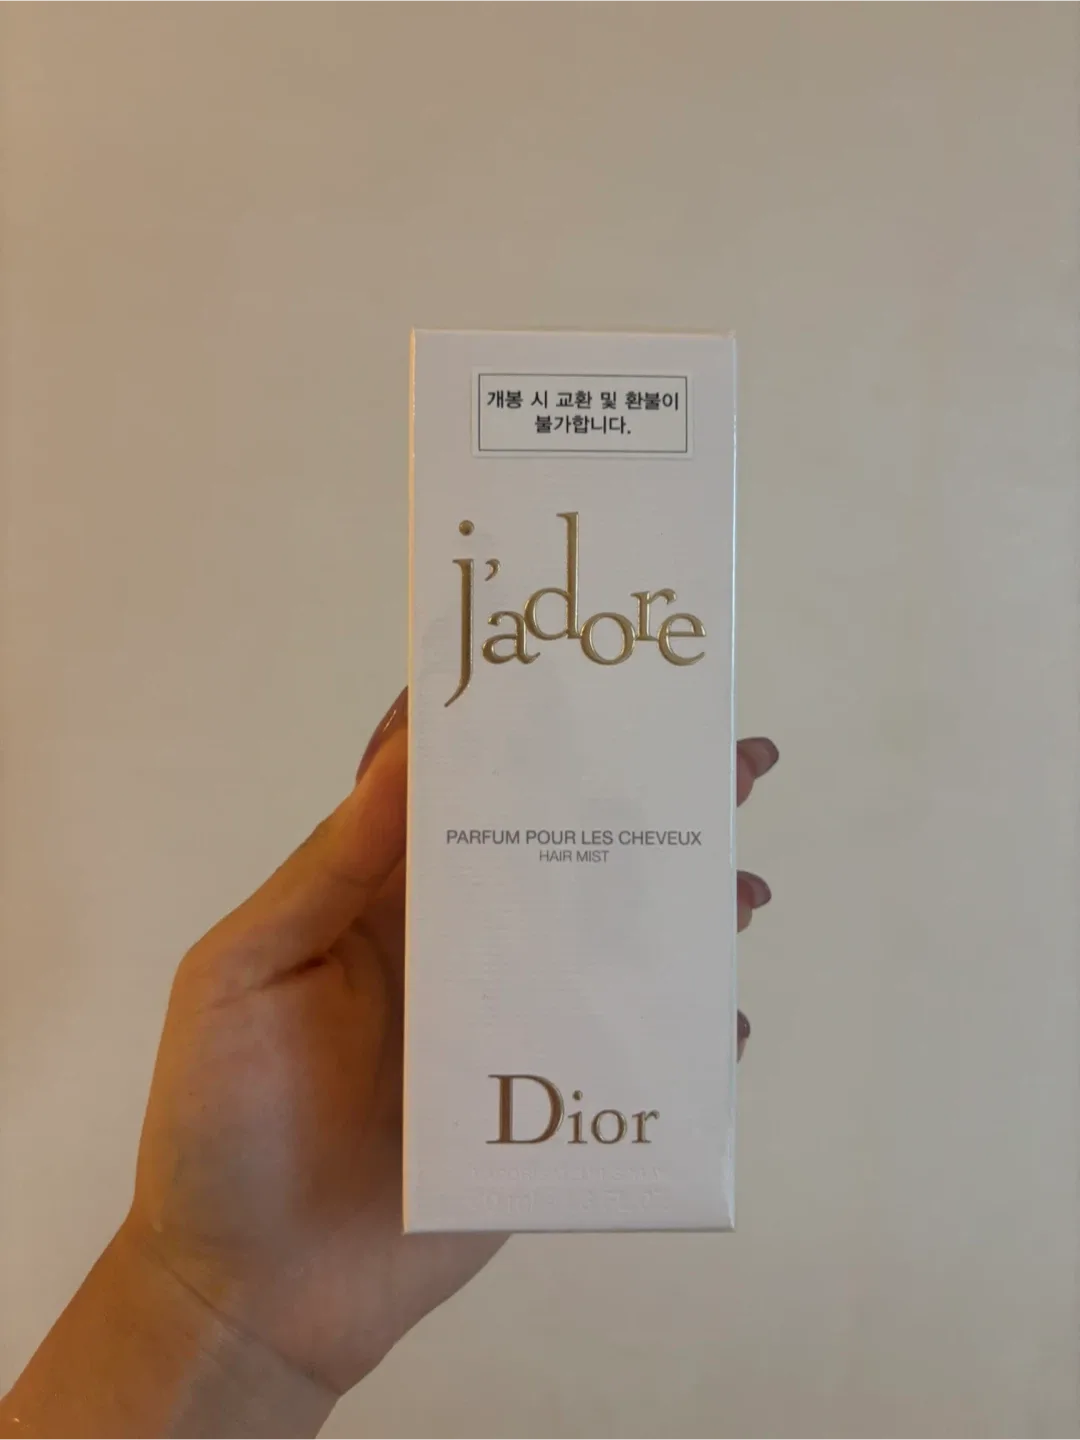 개봉 시 교환 및 환불이
불가합니다.
j'adore
PARFUM POUR LES CHEVEUX
HAIR MIST
Dior